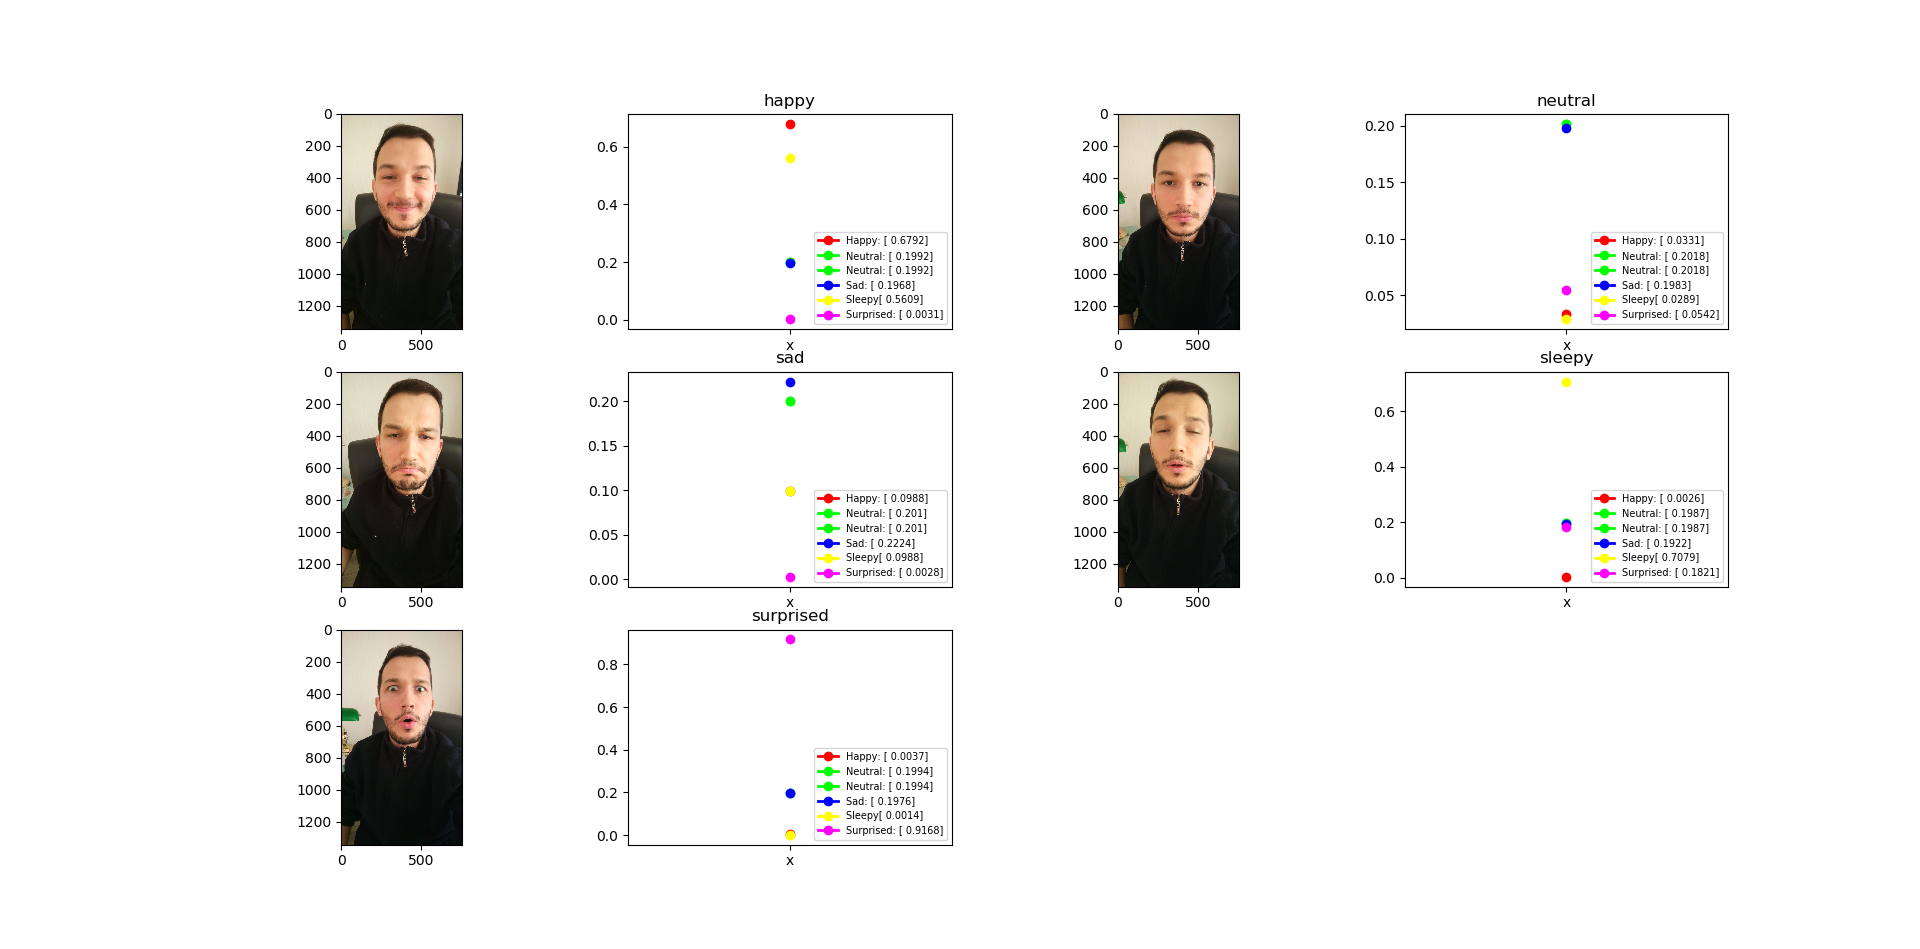 happy
0
200
400
600
800
1000
1200
0 500
0.6
0.4
0.2
0.0
x
Happy: [ 0.6792]
Neutral: [ 0.1992]
Neutral: [ 0.1992]
Sad: [ 0.1968]
Sleepy[ 0.5609]
Surprised: [ 0.0031]
neutral
0
200
400
600
800
1000
1200
0 500
0.20
0.15
0.10
0.05
x
Happy: [ 0.0331]
Neutral: [ 0.2018]
Neutral: [ 0.2018]
Sad: [ 0.1983]
Sleepy[ 0.0289]
Surprised: [ 0.0542]
sad
0
200
400
600
800
1000
1200
0 500
0.20
0.15
0.10
0.05
0.00
x
Happy: [ 0.0988]
Neutral: [ 0.201]
Neutral: [ 0.201]
Sad: [ 0.2224]
Sleepy[ 0.0988]
Surprised: [ 0.0028]
sleepy
0
200
400
600
800
1000
1200
0 500
0.6
0.4
0.2
0.0
x
Happy: [ 0.0026]
Neutral: [ 0.1987]
Neutral: [ 0.1987]
Sad: [ 0.1922]
Sleepy[ 0.7079]
Surprised: [ 0.1821]
surprised
0
200
400
600
800
1000
1200
0 500
0.8
0.6
0.4
0.2
0.0
x
Happy: [ 0.0037]
Neutral: [ 0.1994]
Neutral: [ 0.1994]
Sad: [ 0.1976]
Sleepy[ 0.0014]
Surprised: [ 0.9168]